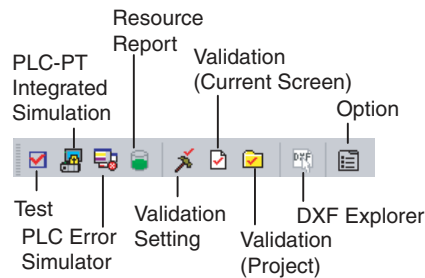 Resource
Report
PLC-PT
Integrated
Simulation
Validation
(Current Screen)
Option
DXF
Test
PLC Error
Simulator
Validation
Setting
Validation
(Project)
DXF Explorer